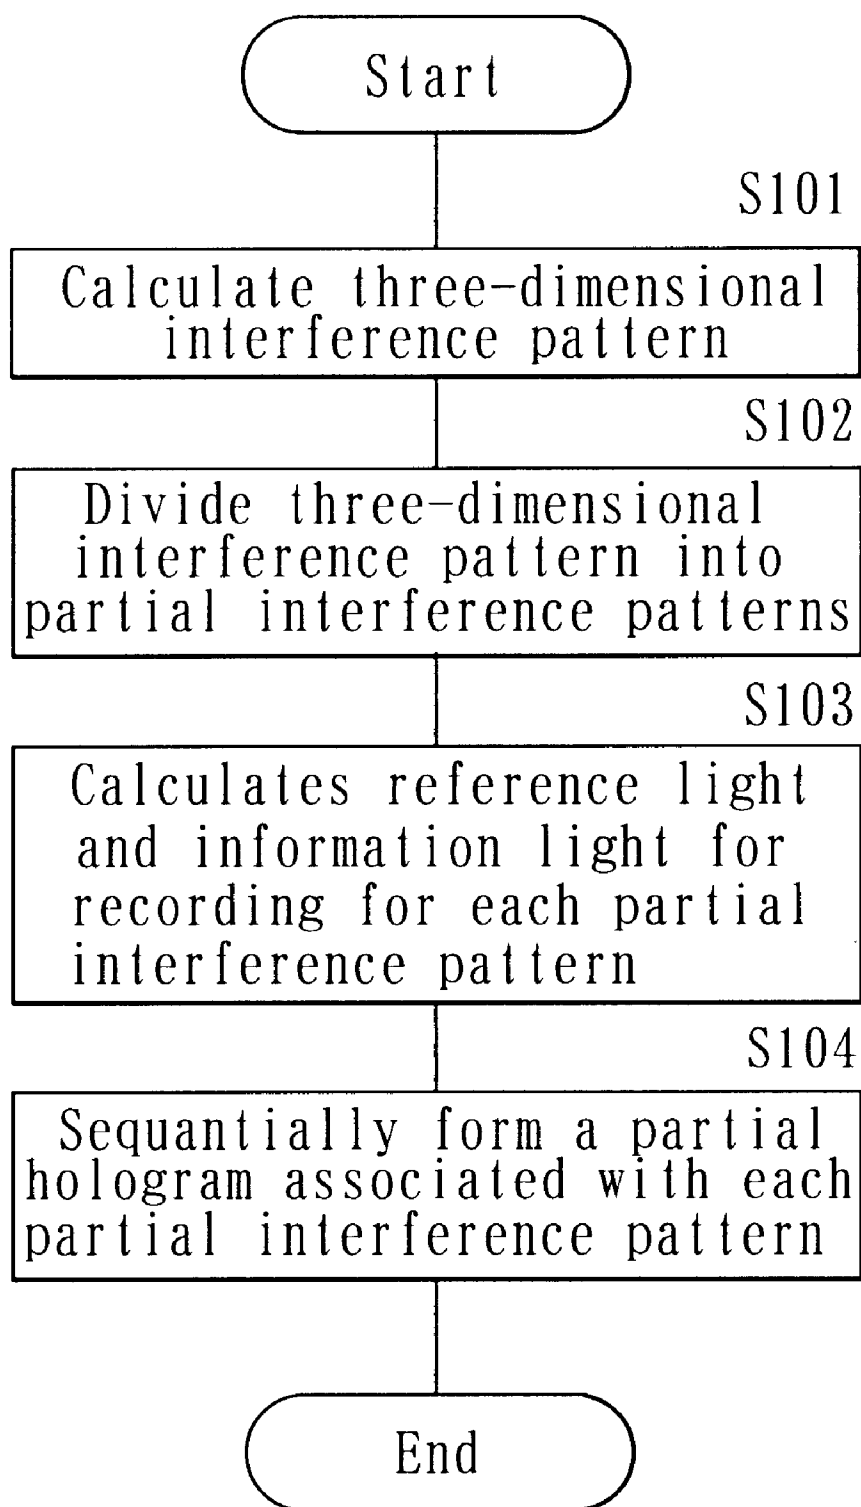 Start
S101
Calculate three-dimensional
interference pattern
S102
Divide three-dimensional
interference pattern into
partial interference patterns
S103
Calculates reference light
and information light for
recording for each partial
interference pattern
S104
Sequantially form a partial
hologram associated with each
partial interference pattern
End